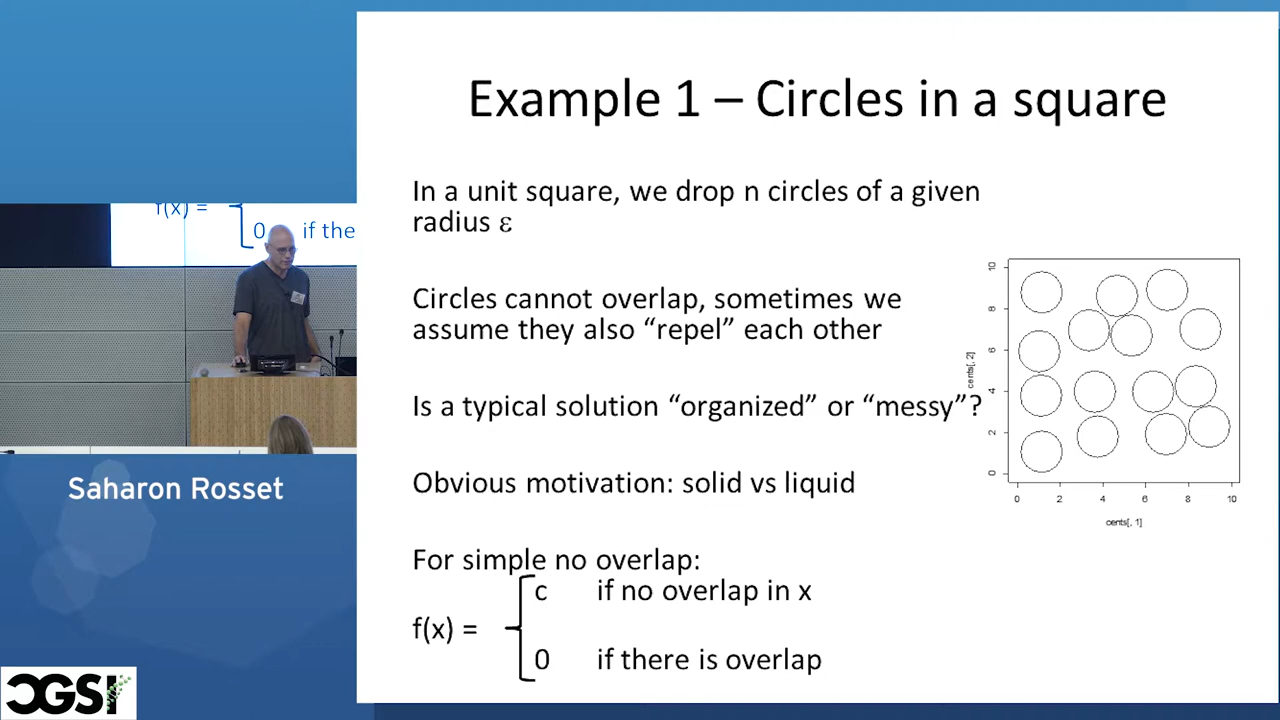 Example 1 – Circles in a square
In a unit square, we drop n circles of a given
radius ε
Circles cannot overlap, sometimes we
assume they also “repel” each other
Is a typical solution “organized” or “messy”?
Obvious motivation: solid vs liquid
For simple no overlap:
c if no overlap in x
f(x) =
0 if there is overlap
cents[, 2]
10
8
6
4
2
0
0 2 4 6 8 10
cents[, 1]
f(x) =
0 if the
Saharon Rosset
CGSI